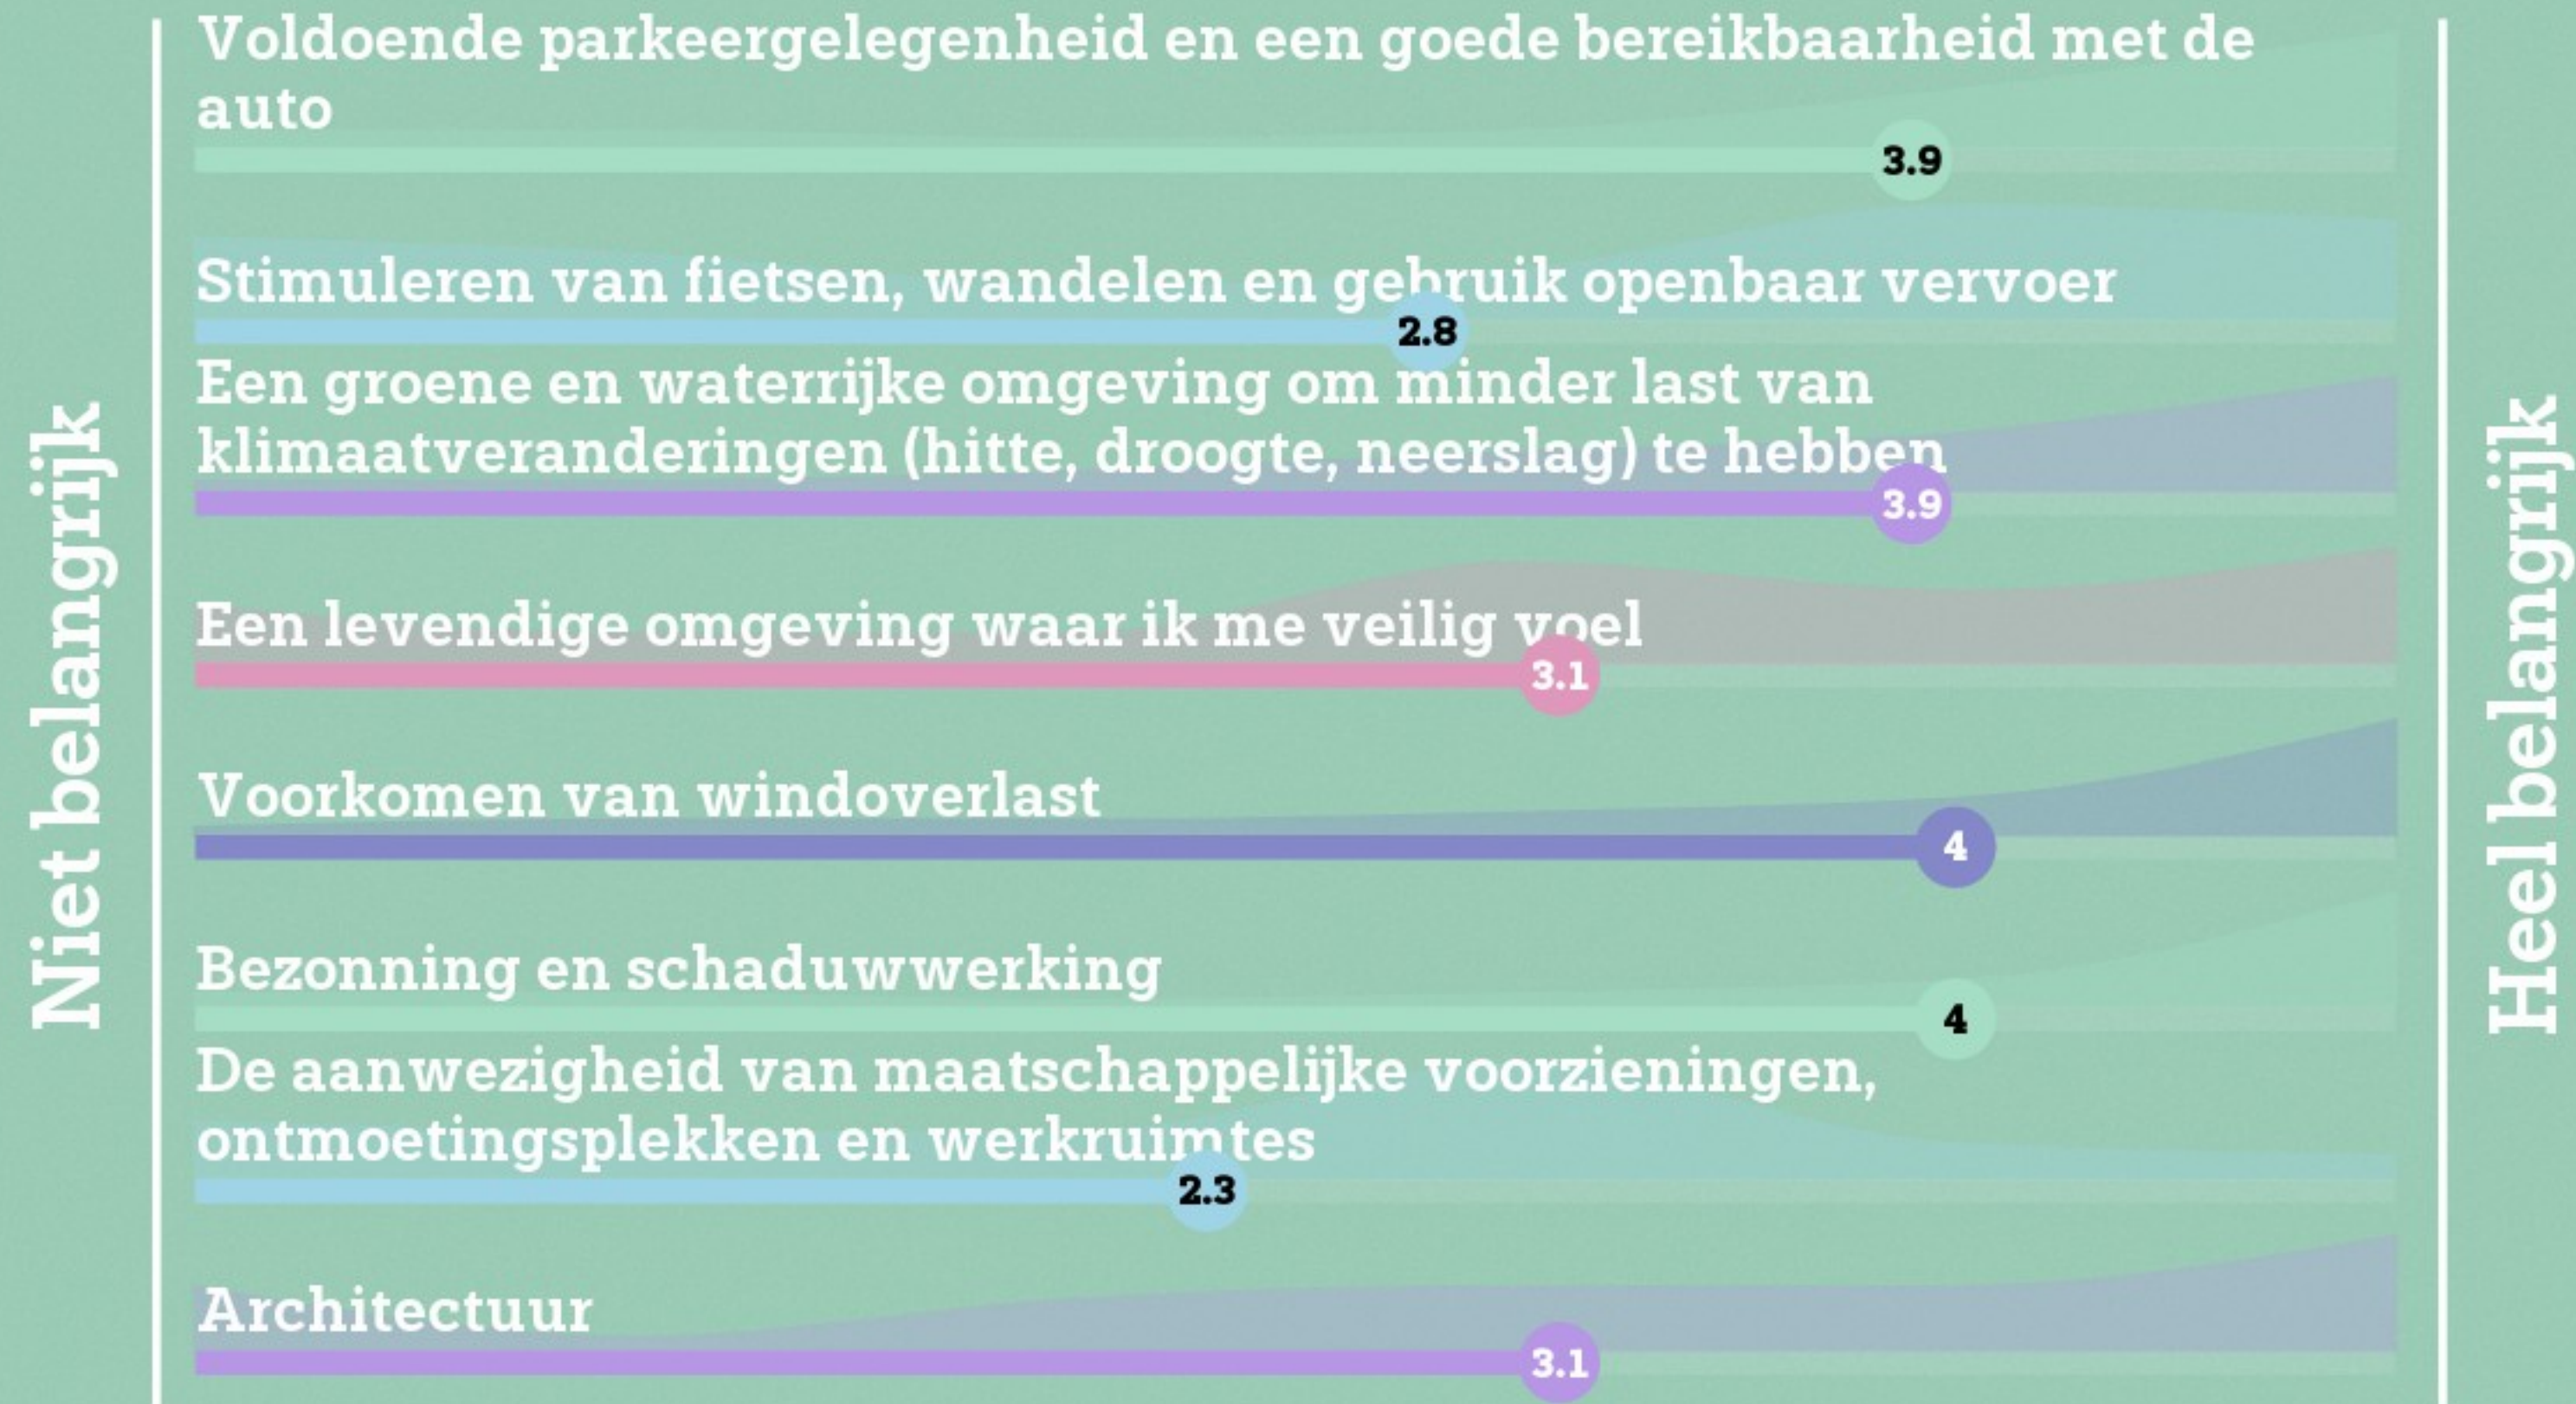 Voldoende parkeergelegenheid en een goede bereikbaarheid met de
auto
3.9
Stimuleren van fietsen, wandelen en gebruik openbaar vervoer
2.8
Een groene en waterrijke omgeving om minder last van
klimaatveranderingen (hitte, droogte, neerslag) te hebben
3.9
Een levendige omgeving waar ik me veilig voel
3.1
Voorkomen van windoverlast
4
Bezonning en schaduwwerking
4
De aanwezigheid van maatschappelijke voorzieningen,
ontmoetingsplekken en werkruimtes
2.3
Architectuur
3.1
Niet belangrijk
Heel belangrijk